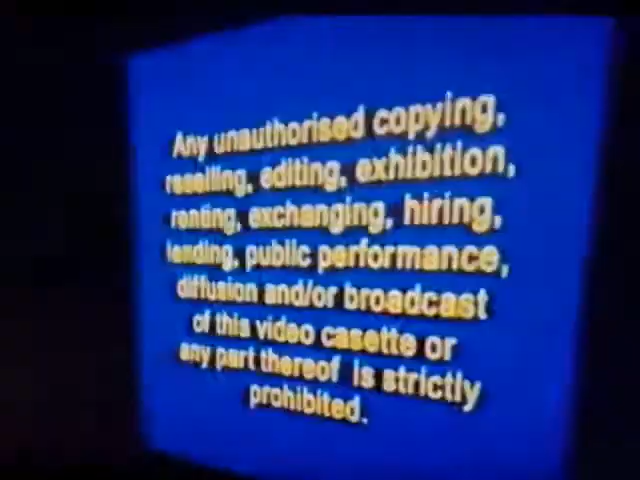 Any unauthorised copying,
reselling, editing, exhibition,
renting, exchanging, hiring,
lending, public performance,
diffusion and/or broadcast
of this video casette or
any part thereof is strictly
prohibited.